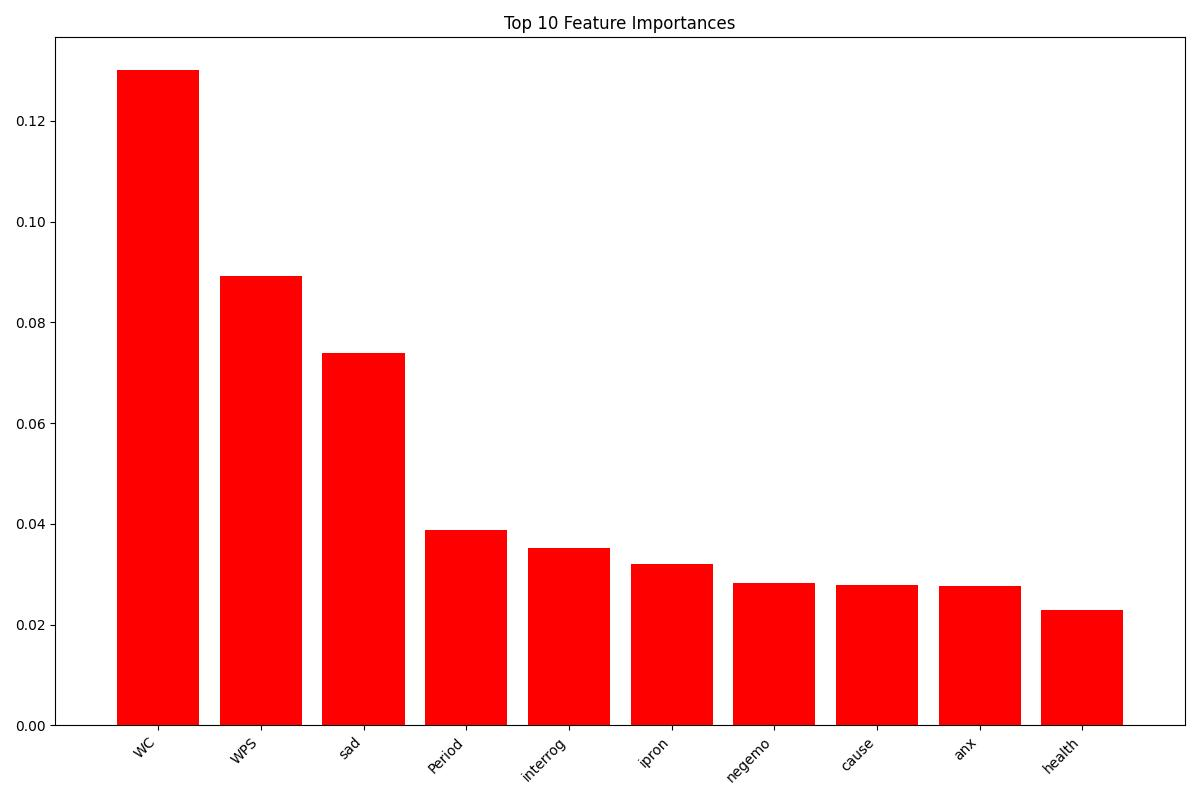 Top 10 Feature Importances
0.12
0.10
0.08
0.06
0.04
0.02
0.00
WC
WPS
sad
Period
interrog
ipron
negemo
cause
anx
health